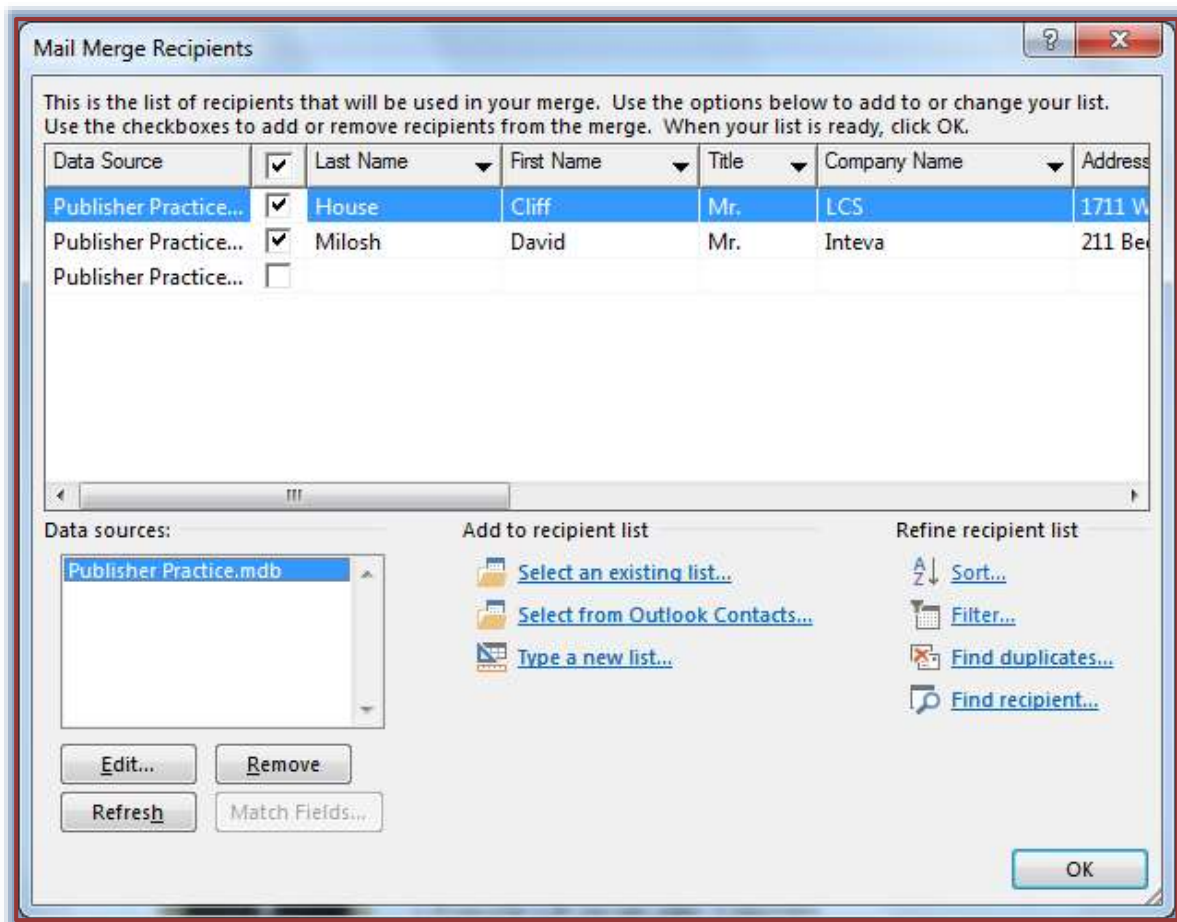 Mail Merge Recipients
This is the list of recipients that will be used in your merge. Use the options below to add to or change your list.
Use the checkboxes to add or remove recipients from the merge. When your list is ready, click OK.
Data Source Last Name First Name Title Company Name Address
Publisher Practice... House Cliff Mr. LCS 1711 W
Publisher Practice... Milosh David Mr. Inteva 211 Bee
Publisher Practice...
Data sources: Add to recipient list Refine recipient list
Publisher Practice.mdb Select an existing list... Sort...
Select from Outlook Contacts... Filter...
Type a new list... Find duplicates...
Find recipient...
Edit... Remove
Refresh Match Fields...
OK